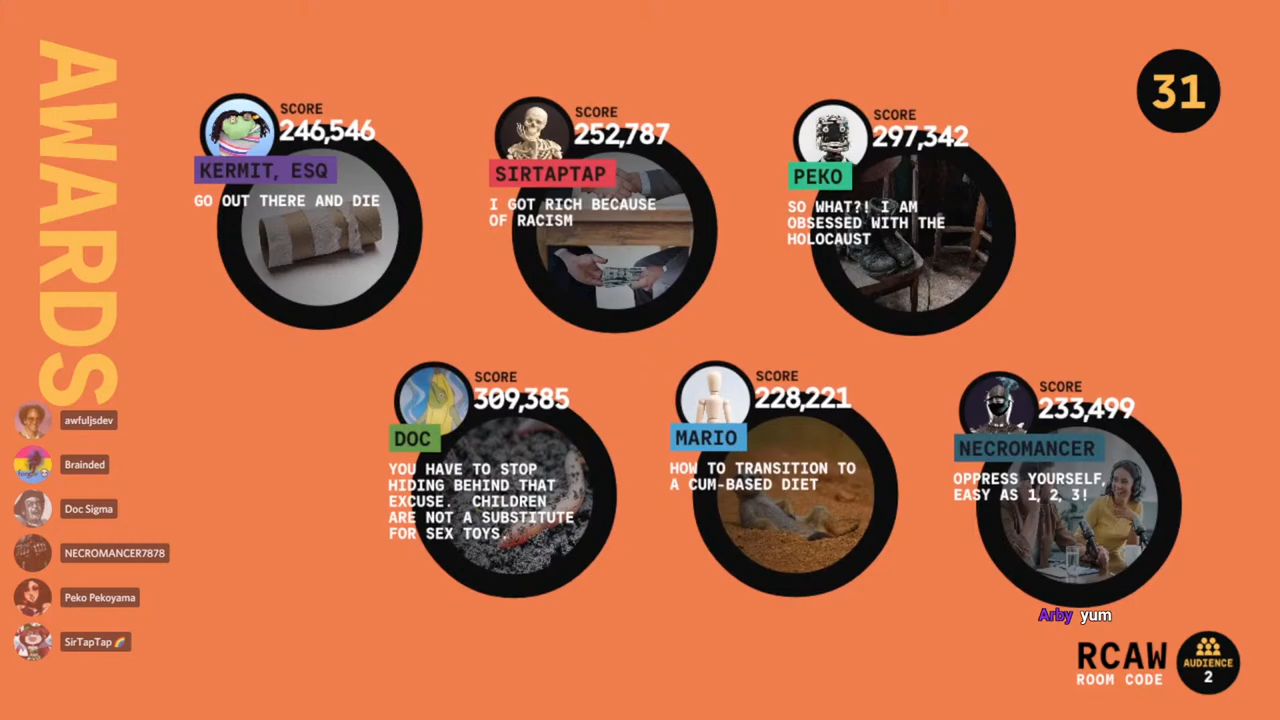 AWARDS
31
SCORE
246,546
KERMIT, ESQ
GO OUT THERE AND DIE
SCORE
252,787
SIRTAPTAP
I GOT RICH BECAUSE
OF RACISM
SCORE
297,342
PEKO
SO WHAT?! I AM
OBSESSED WITH THE
HOLOCAUST
SCORE
309,385
DOC
YOU HAVE TO STOP
HIDING BEHIND THAT
EXCUSE. CHILDREN
ARE NOT A SUBSTITUTE
FOR SEX TOYS.
SCORE
228,221
MARIO
HOW TO TRANSITION TO
A CUM-BASED DIET
SCORE
233,499
NECROMANCER
OPPRESS YOURSELF,
EASY AS 1, 2, 3!
awfuljsdev
Brainded
Doc Sigma
NECROMANCER7878
Peko Pekoyama
SirTapTap 🌈
Arby yum
RCAW
ROOM CODE
AUDIENCE
2